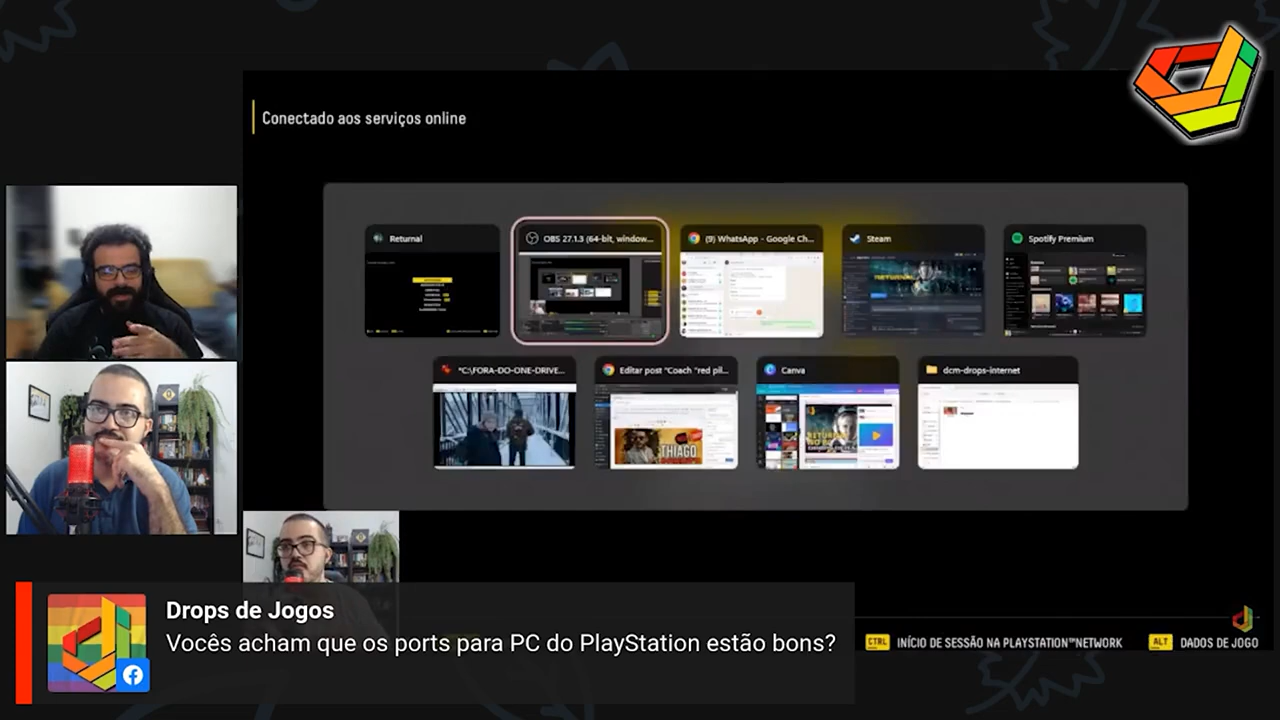 Conectado aos serviços online
Returnal
OBS 27.1.3 (64-bit, window...
(9) WhatsApp - Google Ch...
Steam
Spotify Premium
*C:\FORA-DO-ONE-DRIVE...
Editar post "Coach "red pil...
Canva
dcm-drops-internet
THIAGO
Drops de Jogos
Vocês acham que os ports para PC do PlayStation estão bons?
CTRL INÍCIO DE SESSÃO NA PLAYSTATION™NETWORK
ALT DADOS DE JOGO